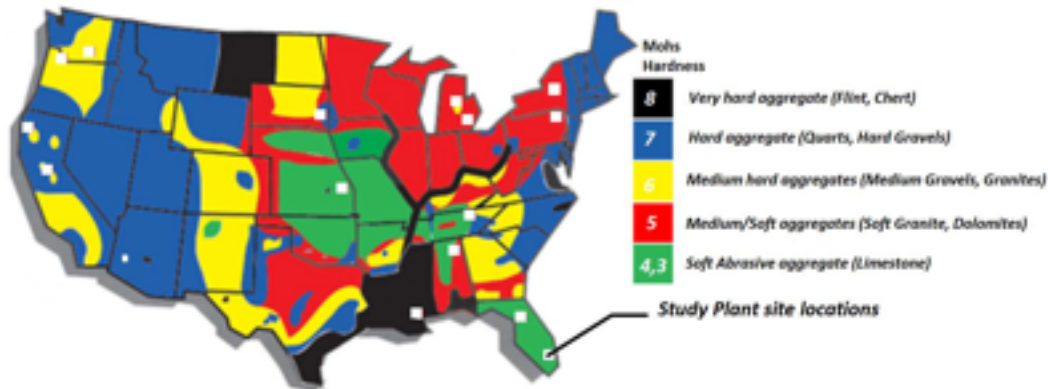 Mohs
Hardness
8 Very hard aggregate (Flint, Chert)
7 Hard aggregate (Quarts, Hard Gravels)
6 Medium hard aggregates (Medium Gravels, Granites)
5 Medium/Soft aggregates (Soft Granite, Dolomites)
4,3 Soft Abrasive aggregate (Limestone)
Study Plant site locations